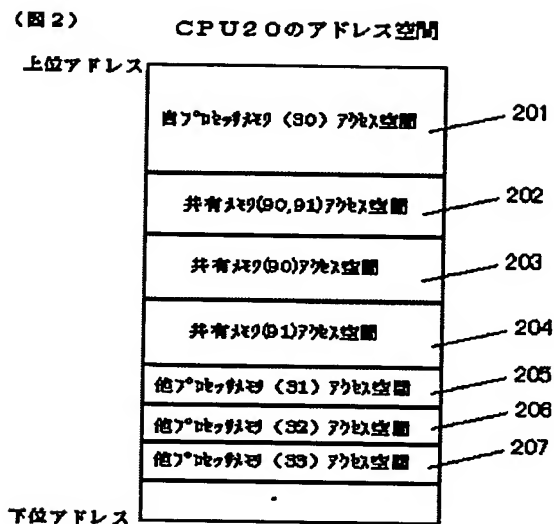 （図２）
ＣＰＵ２０のアドレス空間
上位アドレス
自ﾌﾟﾛｾｯｻﾒﾓﾘ（30）ｱｸｾｽ空間
201
共有ﾒﾓﾘ(90,91)ｱｸｾｽ空間
202
共有ﾒﾓﾘ(90)ｱｸｾｽ空間
203
共有ﾒﾓﾘ(91)ｱｸｾｽ空間
204
他ﾌﾟﾛｾｯｻﾒﾓﾘ（31）ｱｸｾｽ空間
205
他ﾌﾟﾛｾｯｻﾒﾓﾘ（32）ｱｸｾｽ空間
206
他ﾌﾟﾛｾｯｻﾒﾓﾘ（33）ｱｸｾｽ空間
207
下位アドレス